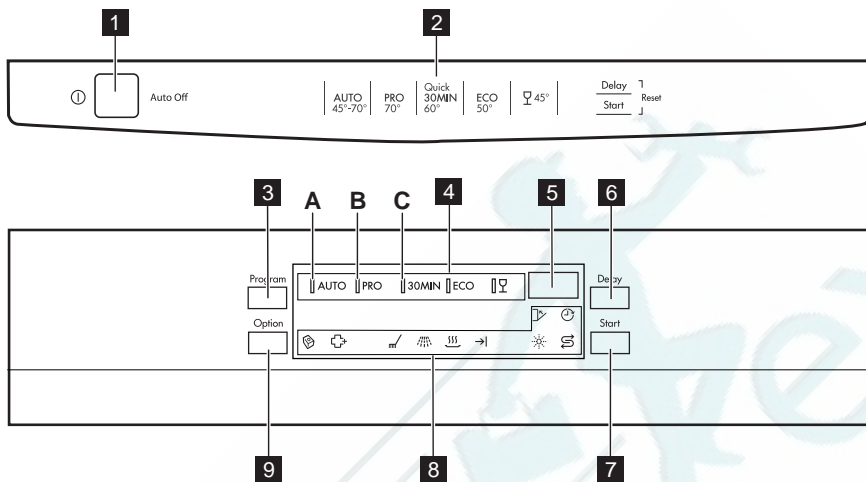 1
2
Auto Off
AUTO 45°-70°
PRO 70°
Quick 30MIN 60°
ECO 50°
45°
Delay
Start
Reset
A
B
C
4
3
5
6
Program
AUTO
PRO
30MIN
ECO
Delay
Option
Start
9
8
7